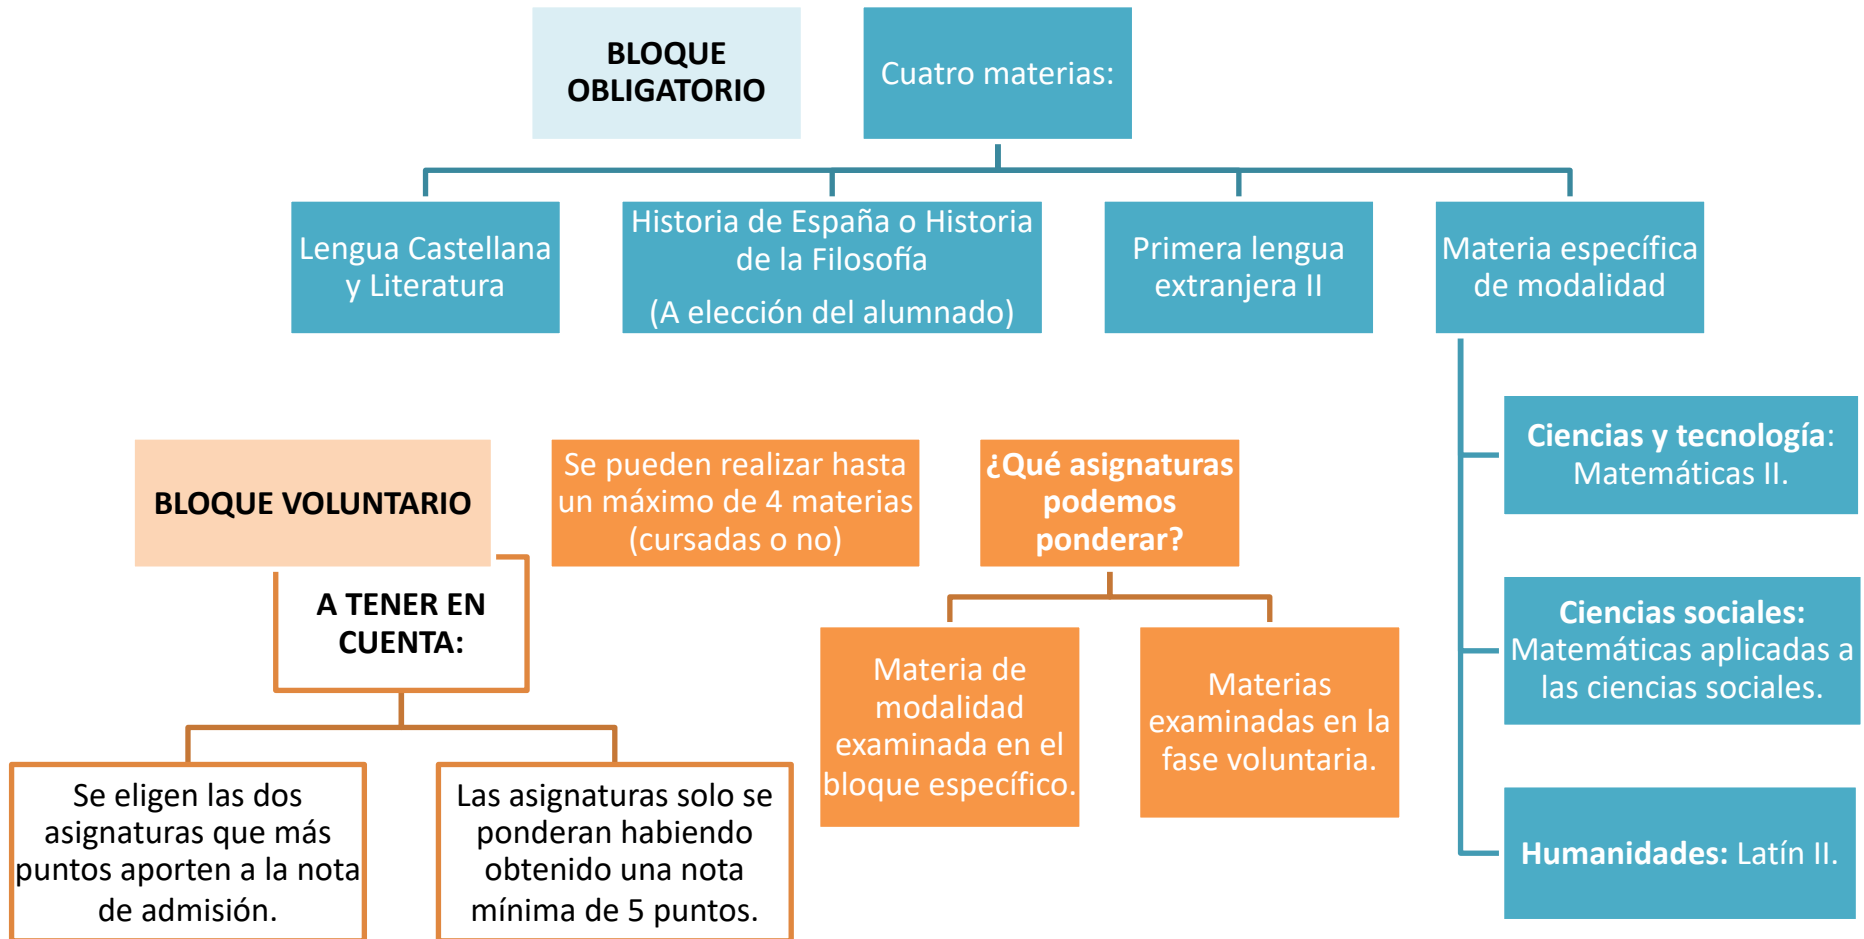 BLOQUE
OBLIGATORIO
Cuatro materias:
Lengua Castellana
y Literatura
Historia de España o Historia
de la Filosofía
(A elección del alumnado)
Primera lengua
extranjera II
Materia específica
de modalidad
Ciencias y tecnología:
Matemáticas II.
Ciencias sociales:
Matemáticas aplicadas a
las ciencias sociales.
Humanidades: Latín II.
BLOQUE VOLUNTARIO
Se pueden realizar hasta
un máximo de 4 materias
(cursadas o no)
¿Qué asignaturas
podemos
ponderar?
Materia de
modalidad
examinada en el
bloque específico.
Materias
examinadas en la
fase voluntaria.
A TENER EN
CUENTA:
Se eligen las dos
asignaturas que más
puntos aporten a la nota
de admisión.
Las asignaturas solo se
ponderan habiendo
obtenido una nota
mínima de 5 puntos.